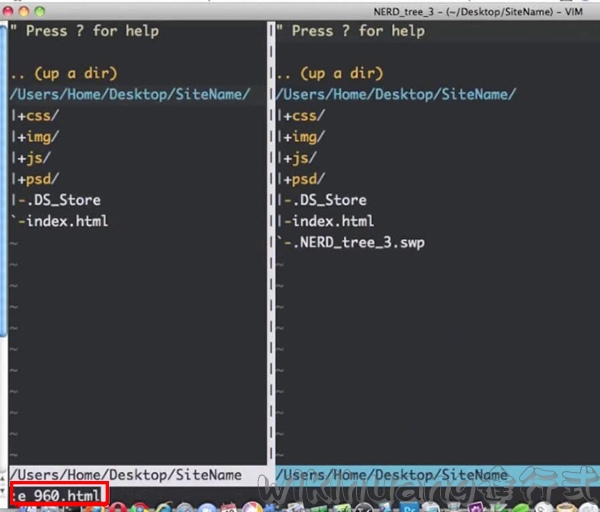 NERD_tree_3 - (~/Desktop/SiteName) - VIM
" Press ? for help
.. (up a dir)
/Users/Home/Desktop/SiteName/
|+css/
|+img/
|+js/
|+psd/
|-.DS_Store
`-index.html
~
~
~
~
~
~
~
~
~
~
~
/Users/Home/Desktop/SiteName
:e 960.html
" Press ? for help
.. (up a dir)
/Users/Home/Desktop/SiteName/
|+css/
|+img/
|+js/
|+psd/
|-.DS_Store
|-index.html
`-.NERD_tree_3.swp
~
~
~
~
~
~
~
~
~
~
/Users/Home/Desktop/SiteName